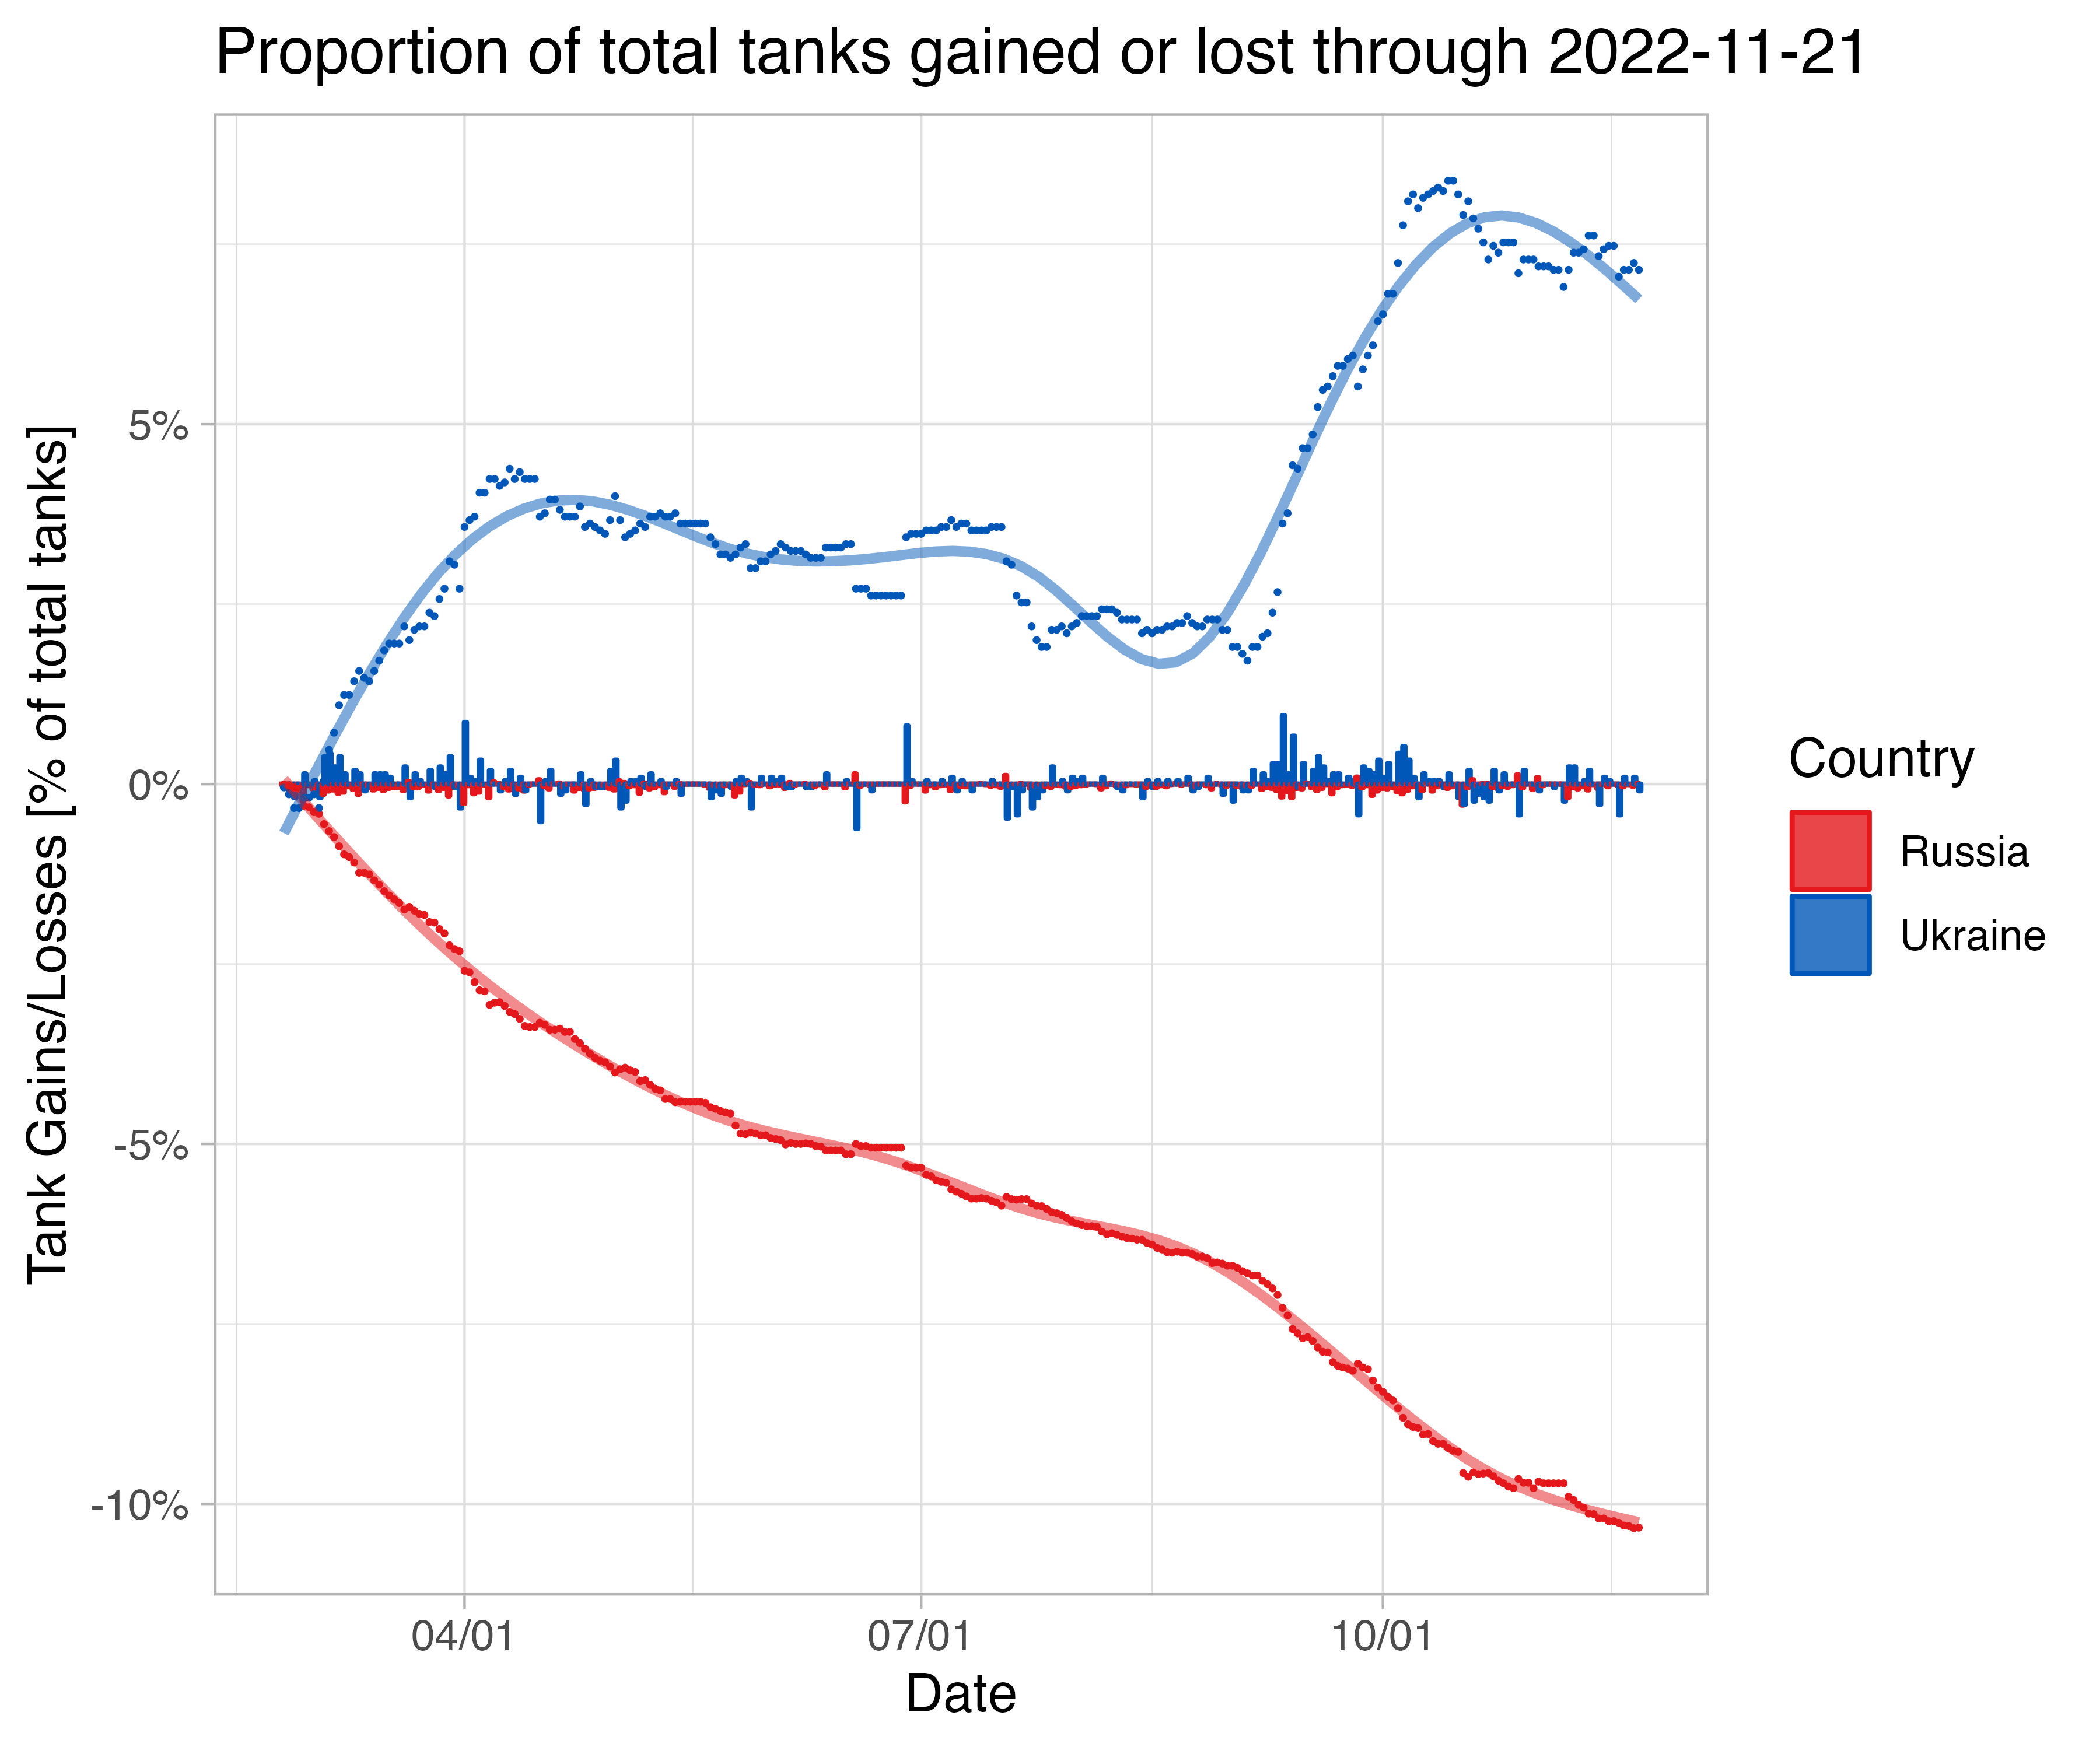 Proportion of total tanks gained or lost through 2022-11-21
Tank Gains/Losses [% of total tanks]
5%
0%
-5%
-10%
04/01
07/01
10/01
Date
Country
Russia
Ukraine